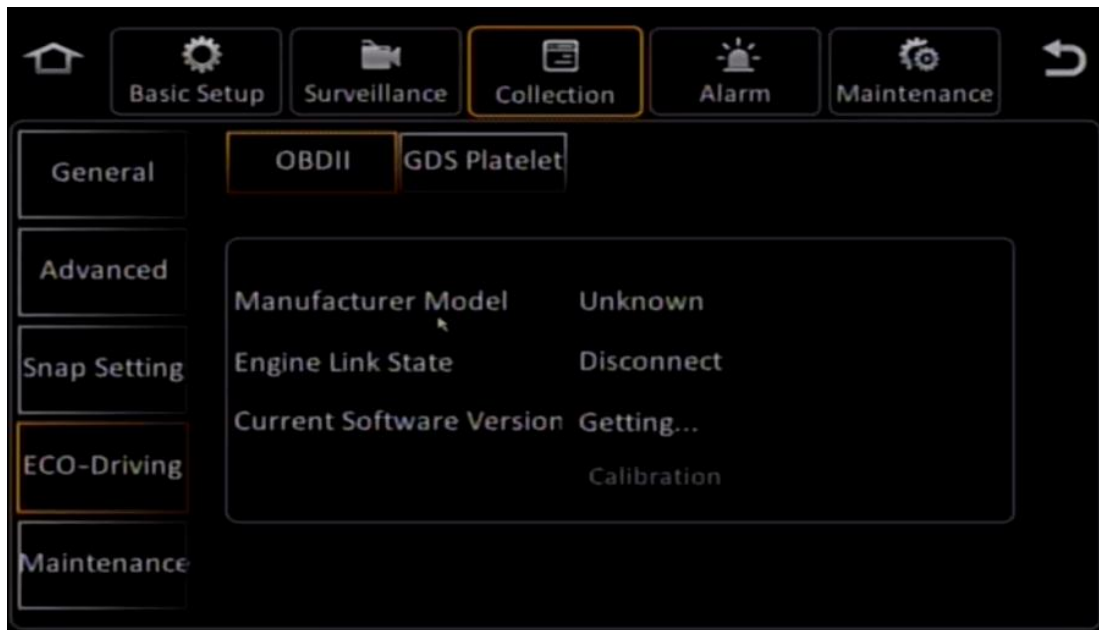 Basic Setup
Surveillance
Collection
Alarm
Maintenance
General
OBDII
GDS Platelet
Advanced
Manufacturer Model Unknown
Snap Setting
Engine Link State Disconnect
Current Software Version Getting...
ECO-Driving
Calibration
Maintenance